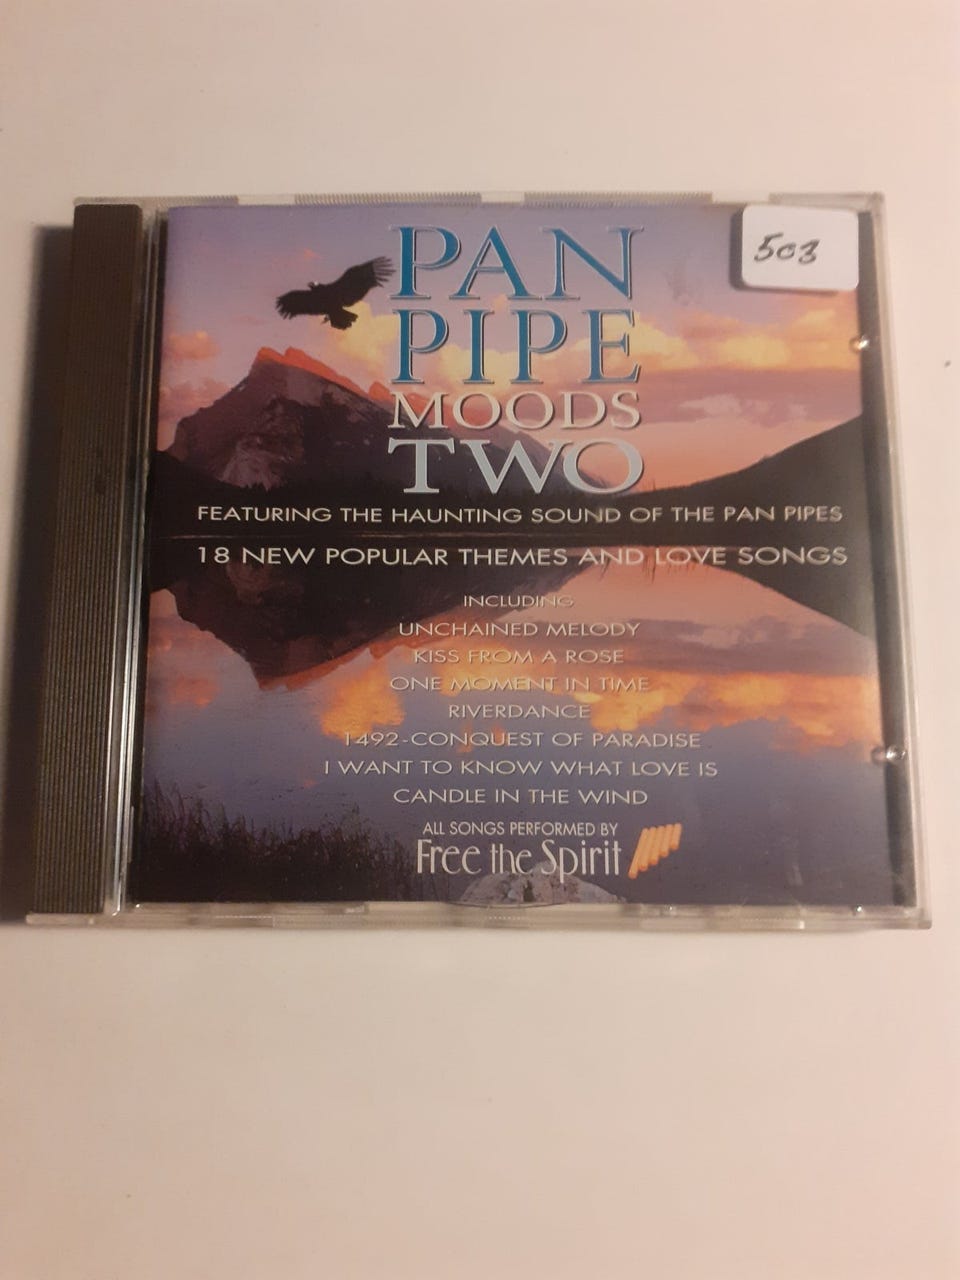 503
PAN
PIPE
MOODS
TWO
FEATURING THE HAUNTING SOUND OF THE PAN PIPES
18 NEW POPULAR THEMES AND LOVE SONGS
INCLUDING
UNCHAINED MELODY
KISS FROM A ROSE
ONE MOMENT IN TIME
RIVERDANCE
1492-CONQUEST OF PARADISE
I WANT TO KNOW WHAT LOVE IS
CANDLE IN THE WIND
ALL SONGS PERFORMED BY
Free the Spirit